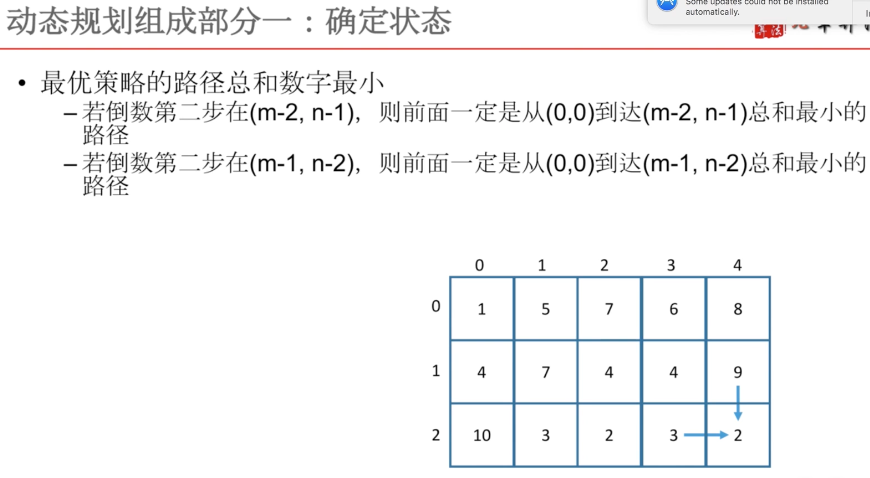 动态规划组成部分一：确定状态
Some updates could not be installed
automatically.
• 最优策略的路径总和数字最小
– 若倒数第二步在(m-2, n-1)，则前面一定是从(0,0)到达(m-2, n-1)总和最小的
路径
– 若倒数第二步在(m-1, n-2)，则前面一定是从(0,0)到达(m-1, n-2)总和最小的
路径
0 1 2 3 4
0 1 5 7 6 8
1 4 7 4 4 9
2 10 3 2 3 2